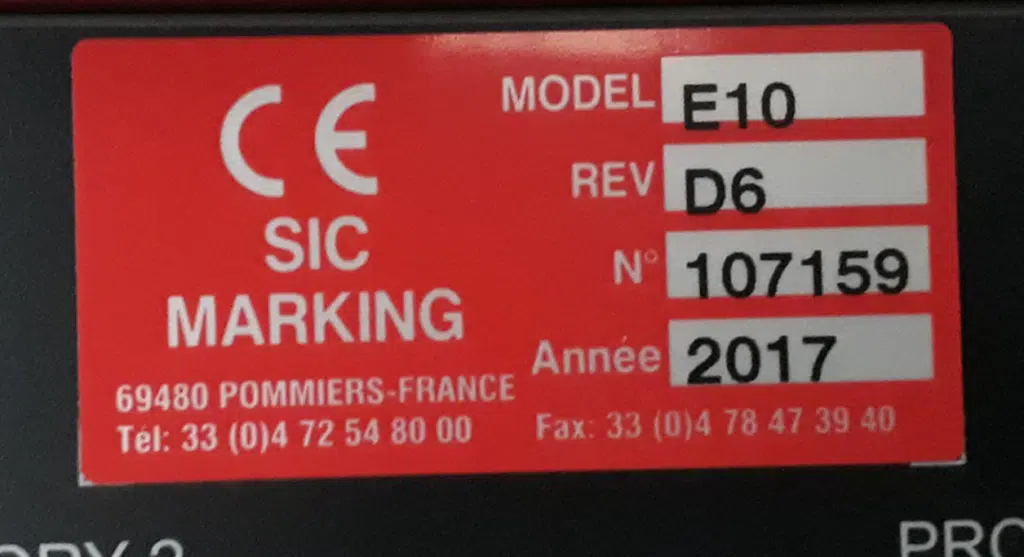 CE
SIC
MARKING
69480 POMMIERS-FRANCE
Tél: 33 (0)4 72 54 80 00
MODEL E10
REV D6
N° 107159
Année 2017
Fax: 33 (0)4 78 47 39 40